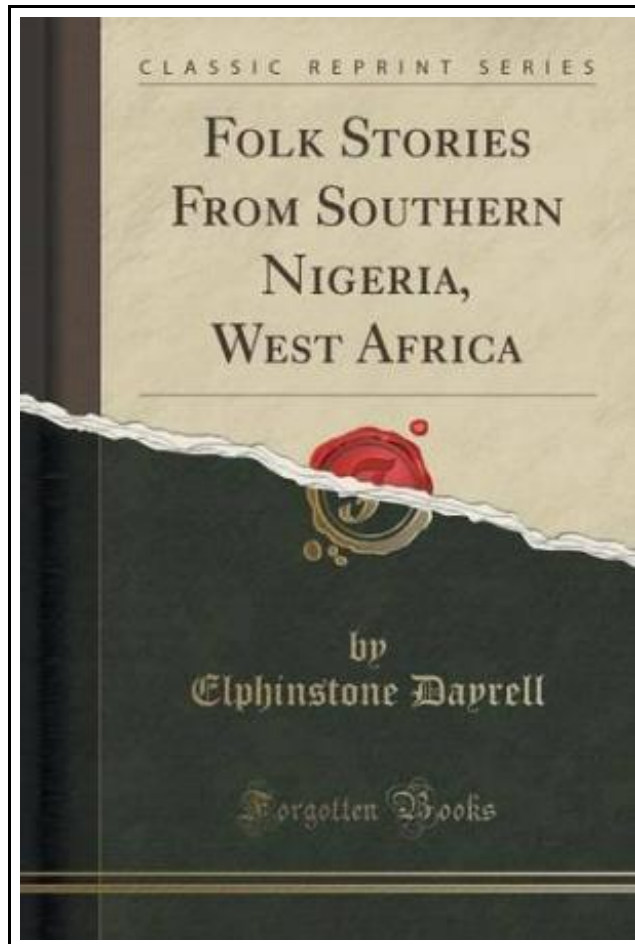 CLASSIC REPRINT SERIES
FOLK STORIES
FROM SOUTHERN
NIGERIA,
WEST AFRICA
F
by
Elphinstone Dayrell
Forgotten Books